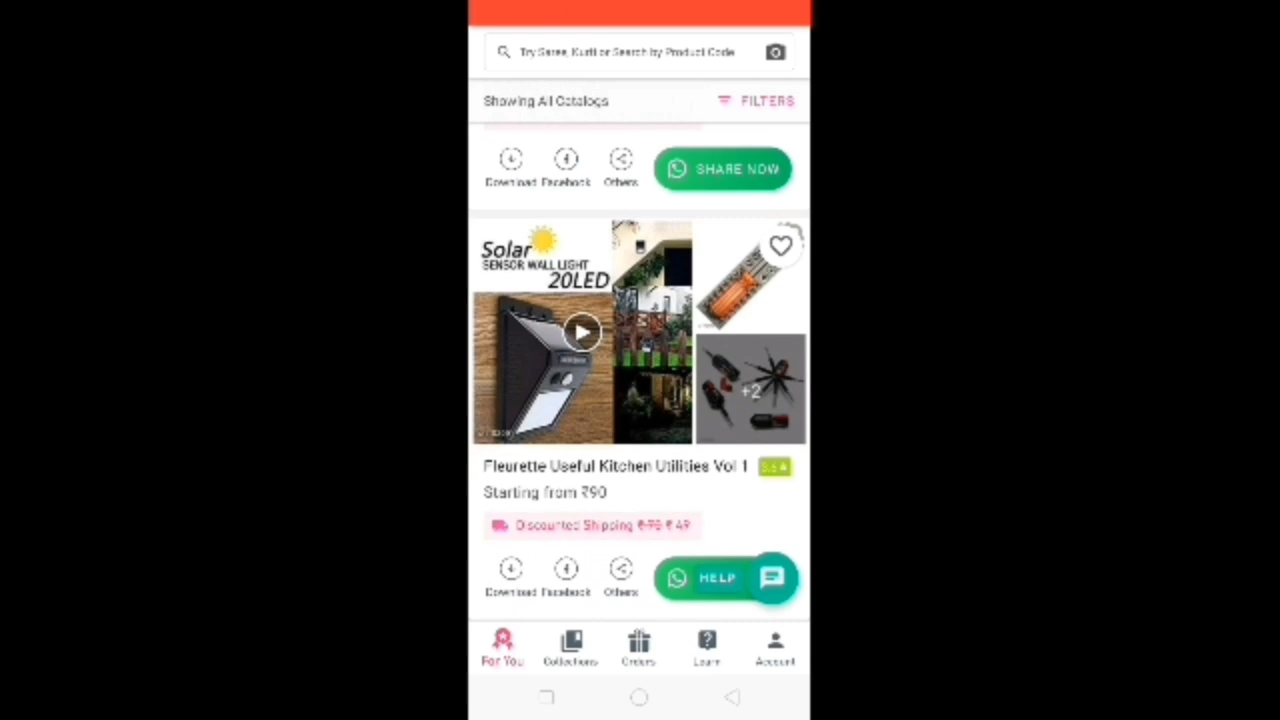 Try Saree, Kurti or Search by Product Code
Showing All Catalogs
FILTERS
Download Facebook Others
SHARE NOW
Solar
SENSOR WALL LIGHT
20LED
+2
Fleurette Useful Kitchen Utilities Vol 1
Starting from ₹90
Discounted Shipping ₹ 70 ₹ 49
Download Facebook Others
HELP
For You Collections Orders Learn Account